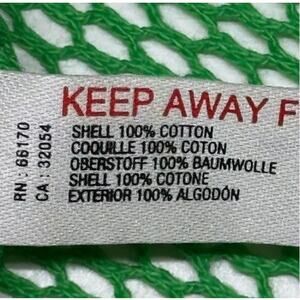 KEEP AWAY F
SHELL 100% COTTON
COQUILLE 100% COTON
OBERSTOFF 100% BAUMWOLLE
SHELL 100% COTONE
EXTERIOR 100% ALGODÓN
RN: 66170
CA: 32054